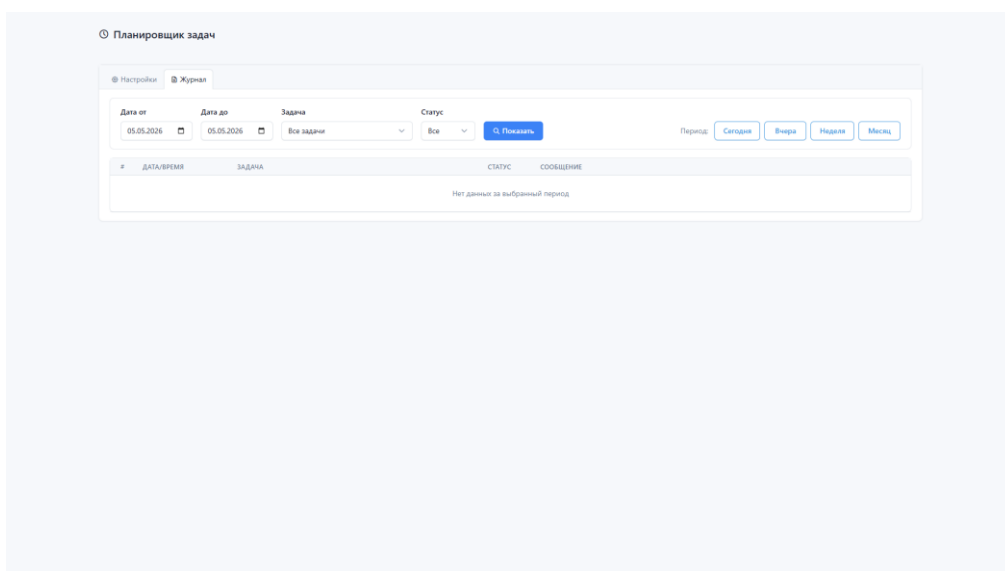 Планировщик задач
Настройки Журнал
Дата от Дата до Задача Статус
05.05.2026 05.05.2026 Все задачи Все Показать Период: Сегодня Вчера Неделя Месяц
# ДАТА/ВРЕМЯ ЗАДАЧА СТАТУС СООБЩЕНИЕ
Нет данных за выбранный период